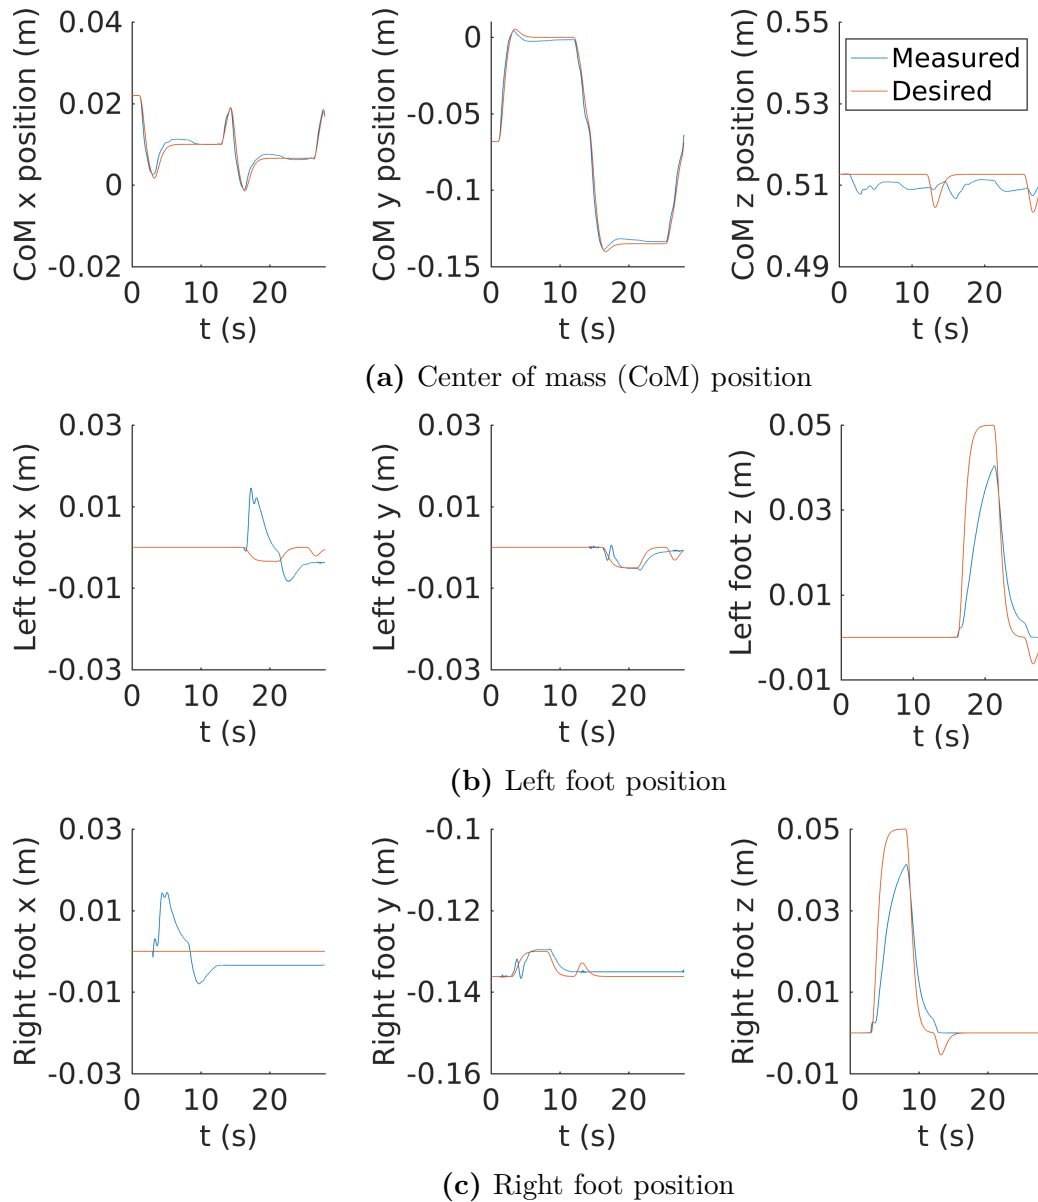 CoM x position (m)
0.04
0.02
0
-0.02
0 10 20
t (s)
CoM y position (m)
0
-0.05
-0.1
-0.15
0 10 20
t (s)
CoM z position (m)
0.55
0.53
0.51
0.49
0 10 20
t (s)
Measured
Desired
(a) Center of mass (CoM) position
Left foot x (m)
0.03
0.01
-0.01
-0.03
0 10 20
t (s)
Left foot y (m)
0.03
0.01
-0.01
-0.03
0 10 20
t (s)
Left foot z (m)
0.05
0.03
0.01
-0.01
0 10 20
t (s)
(b) Left foot position
Right foot x (m)
0.03
0.01
-0.01
-0.03
0 10 20
t (s)
Right foot y (m)
-0.1
-0.12
-0.14
-0.16
0 10 20
t (s)
Right foot z (m)
0.05
0.03
0.01
-0.01
0 10 20
t (s)
(c) Right foot position